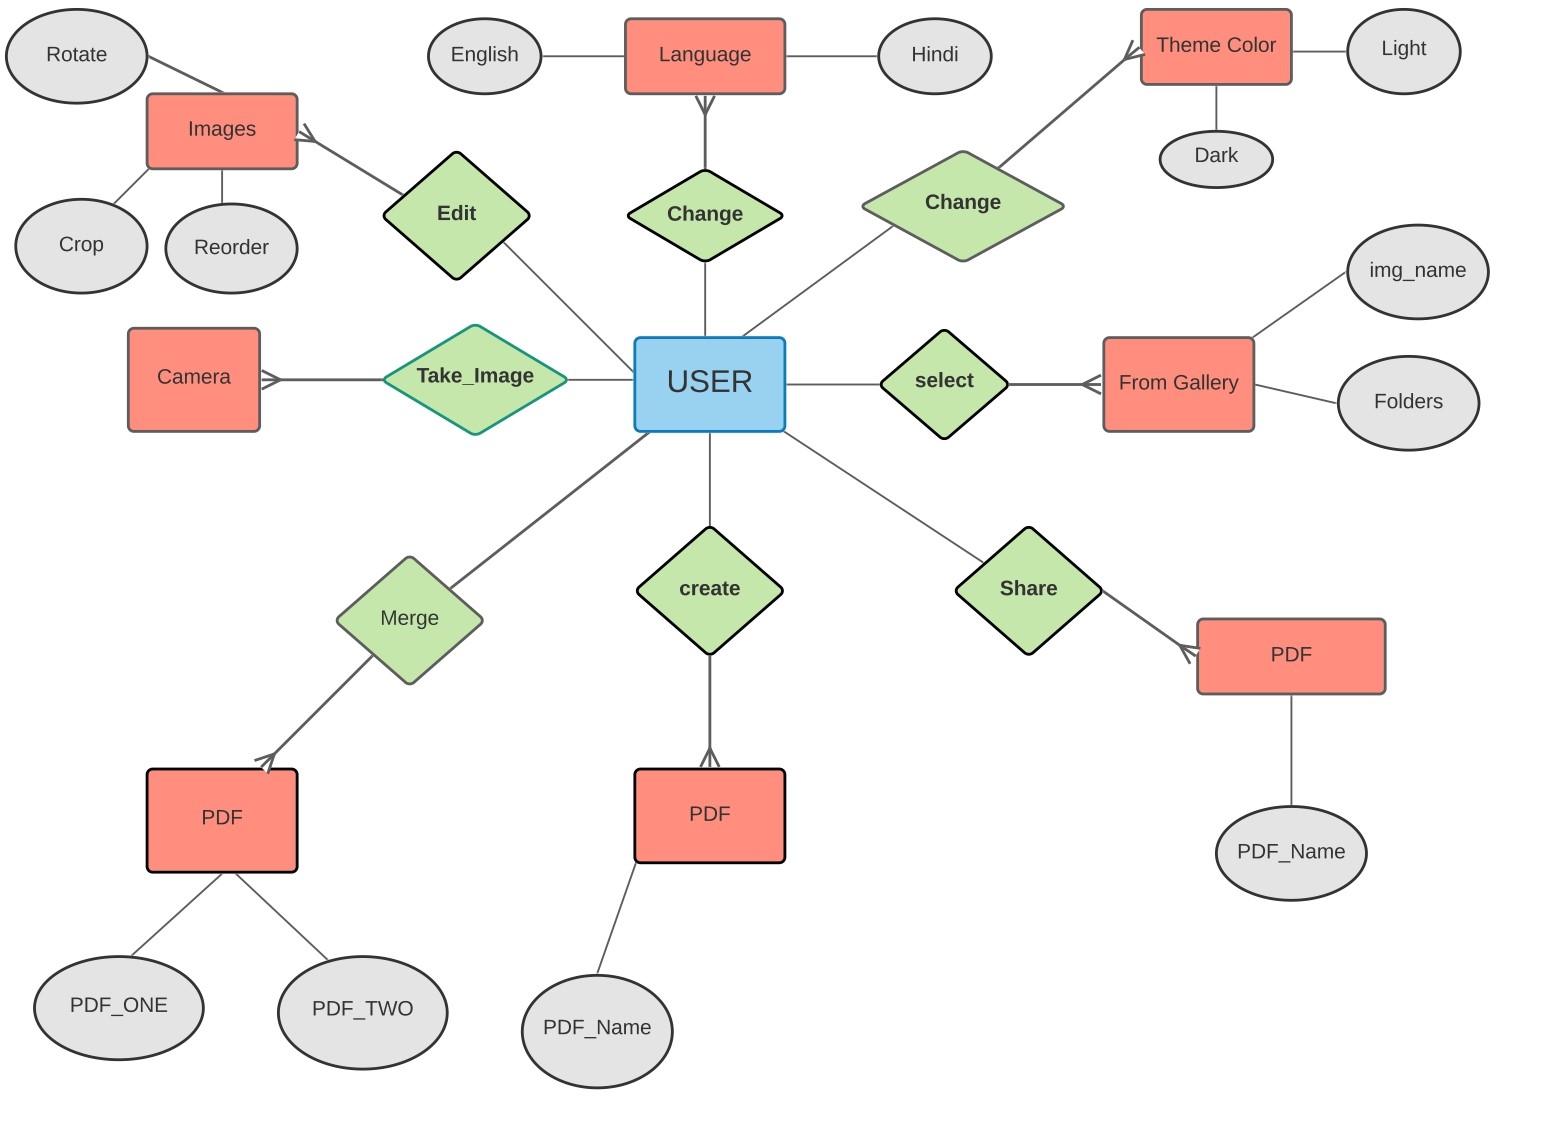 Rotate
English
Language
Hindi
Theme Color
Light
Images
Dark
Edit
Change
Change
Crop
Reorder
img_name
Camera
Take_Image
USER
select
From Gallery
Folders
Merge
create
Share
PDF
PDF
PDF
PDF_Name
PDF_ONE
PDF_TWO
PDF_Name